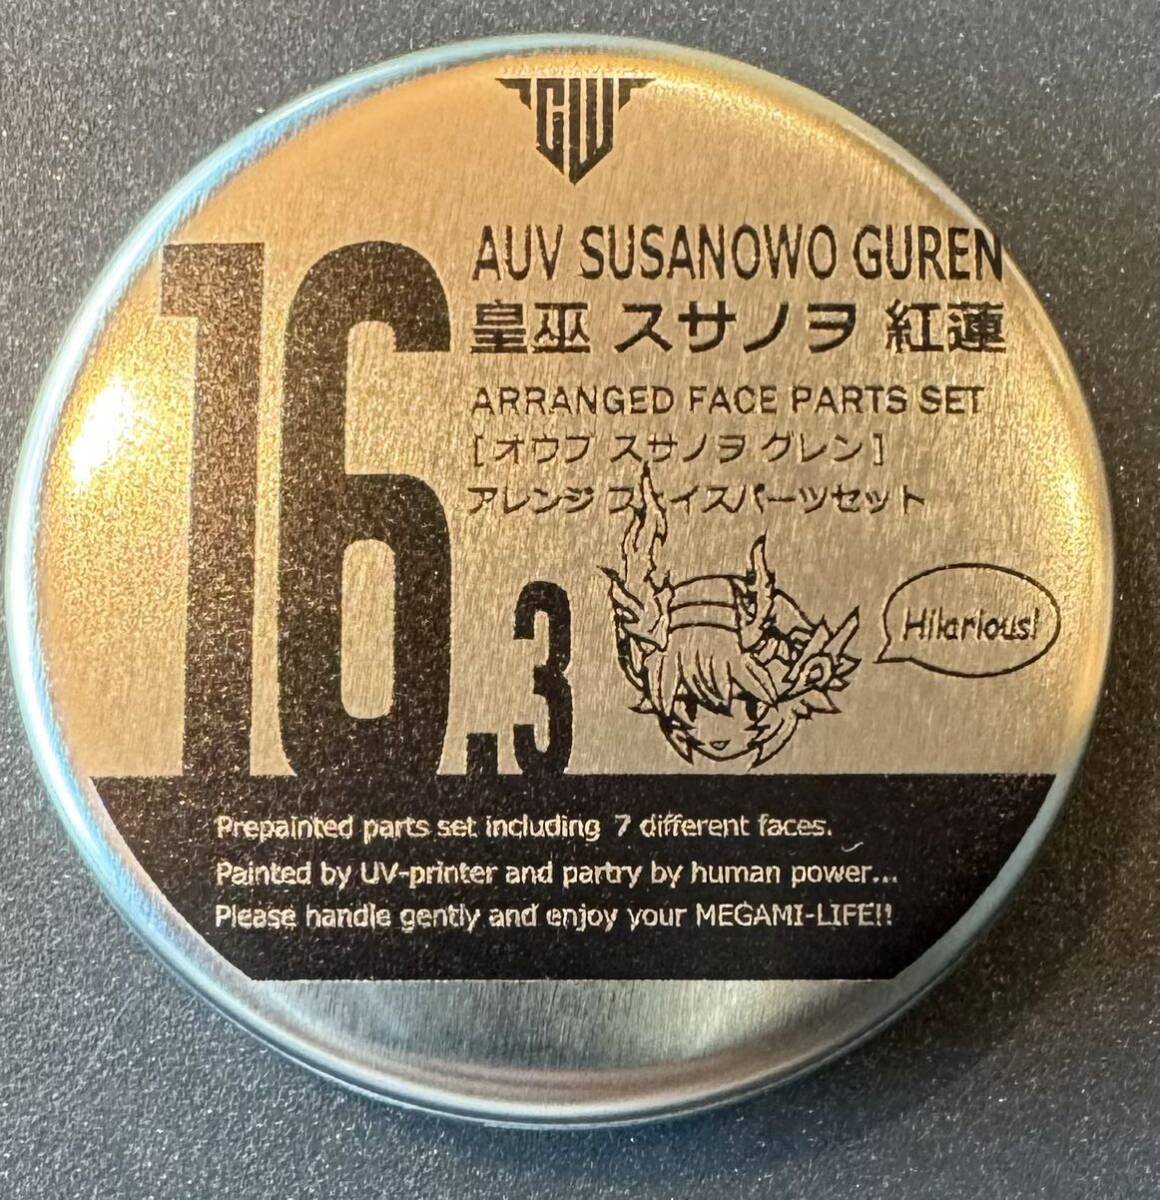 CIW
AUV SUSANOWO GUREN
皇巫 スサノヲ 紅蓮
ARRANGED FACE PARTS SET
[オウブ スサノヲ グレン]
アレンジ フェイスパーツセット
16.3
Hilarious!
Prepainted parts set including 7 different faces.
Painted by UV-printer and partry by human power...
Please handle gently and enjoy your MEGAMI-LIFE!!